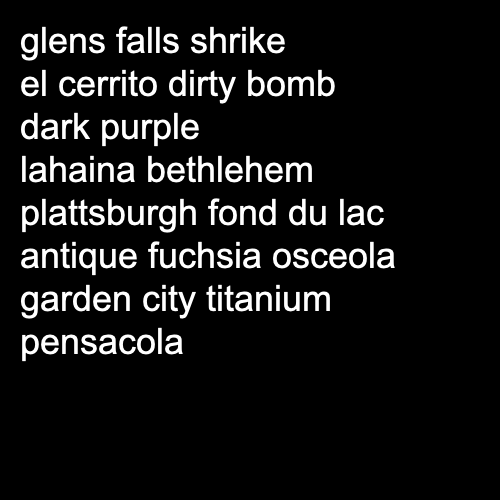 glens falls shrike
el cerrito dirty bomb
dark purple
lahaina bethlehem
plattsburgh fond du lac
antique fuchsia osceola
garden city titanium
pensacola